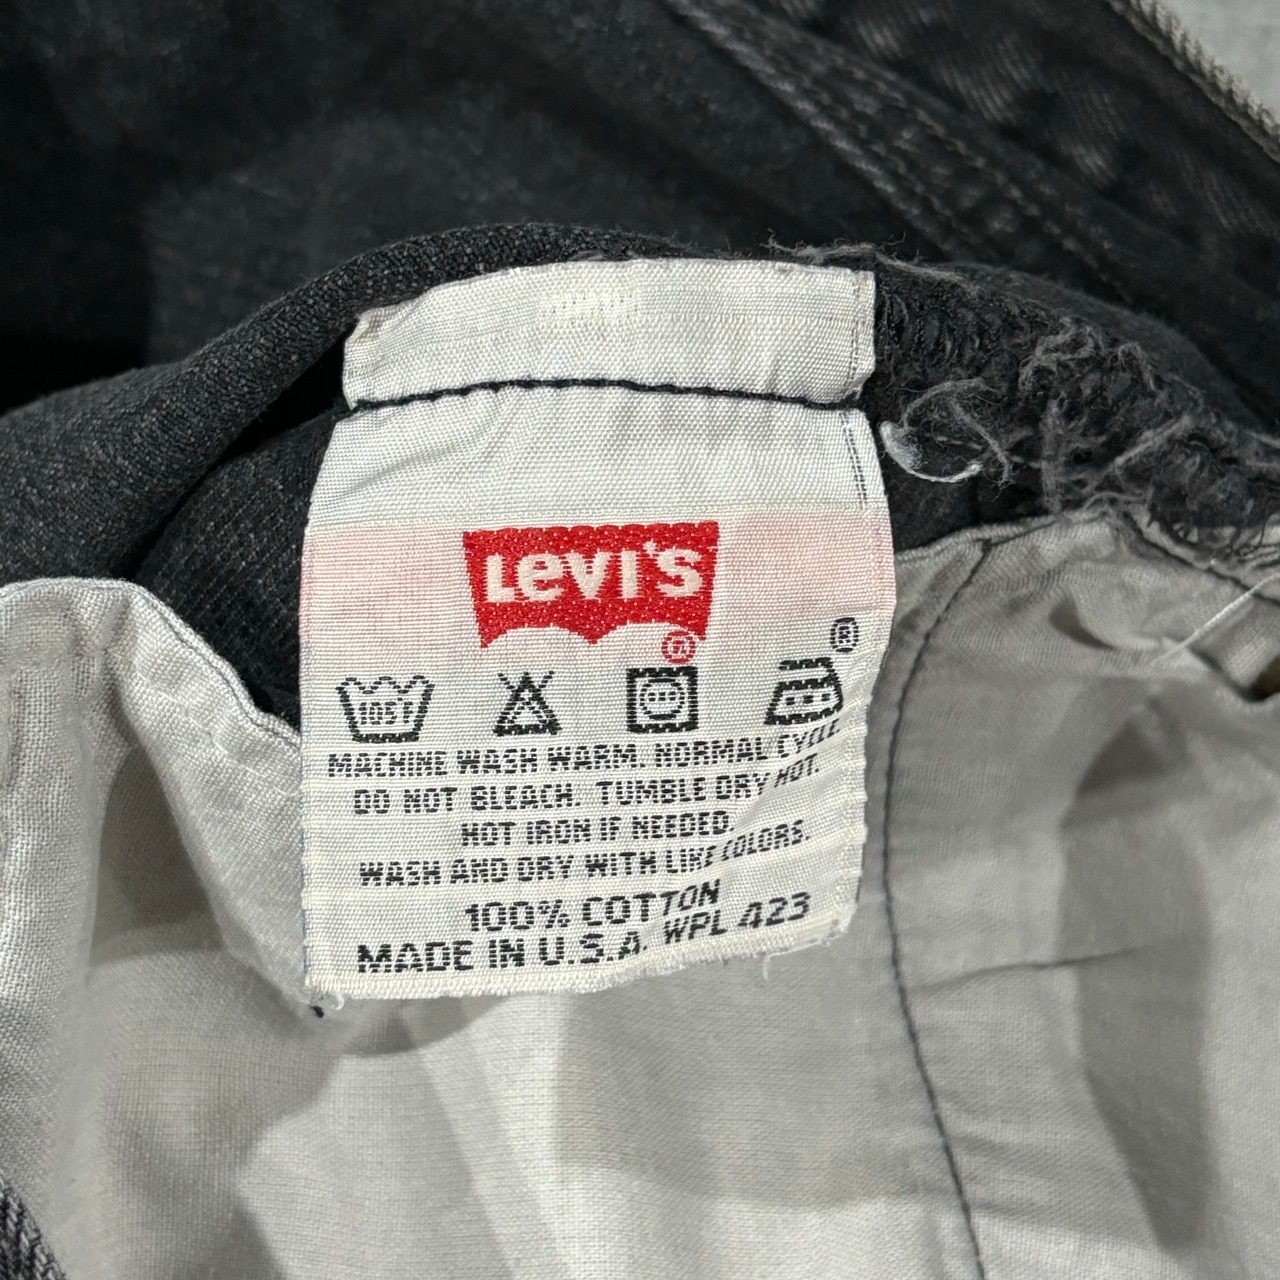 Levi's
®
®
105F
MACHINE WASH WARM. NORMAL CYCLE.
DO NOT BLEACH. TUMBLE DRY HOT.
HOT IRON IF NEEDED.
WASH AND DRY WITH LIKE COLORS.
100% COTTON
MADE IN U.S.A. WPL 423